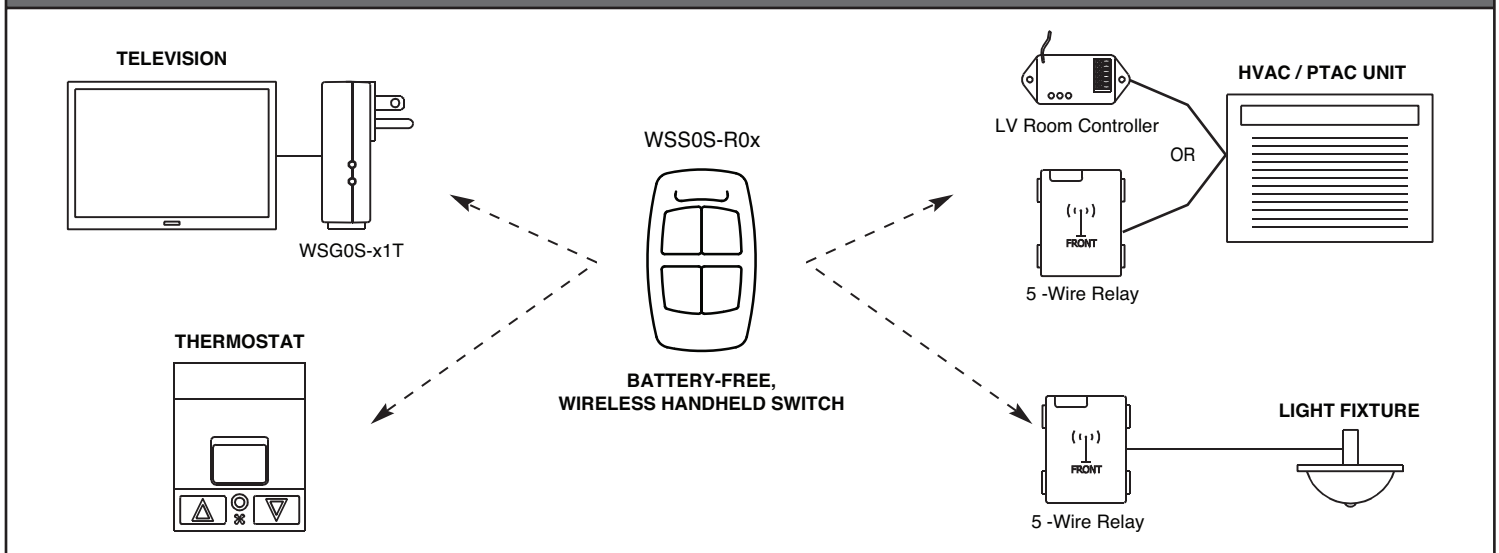 TELEVISION
WSG0S-x1T
THERMOSTAT
WSS0S-R0x
BATTERY-FREE,
WIRELESS HANDHELD SWITCH
LV Room Controller
OR
HVAC / PTAC UNIT
FRONT
5 -Wire Relay
FRONT
5 -Wire Relay
LIGHT FIXTURE